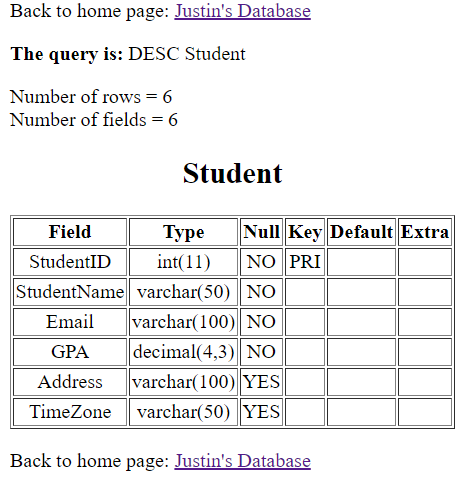 Back to home page: Justin's Database
The query is: DESC Student
Number of rows = 6
Number of fields = 6
Student
Field Type Null Key Default Extra
StudentID int(11) NO PRI
StudentName varchar(50) NO
Email varchar(100) NO
GPA decimal(4,3) NO
Address varchar(100) YES
TimeZone varchar(50) YES
Back to home page: Justin's Database